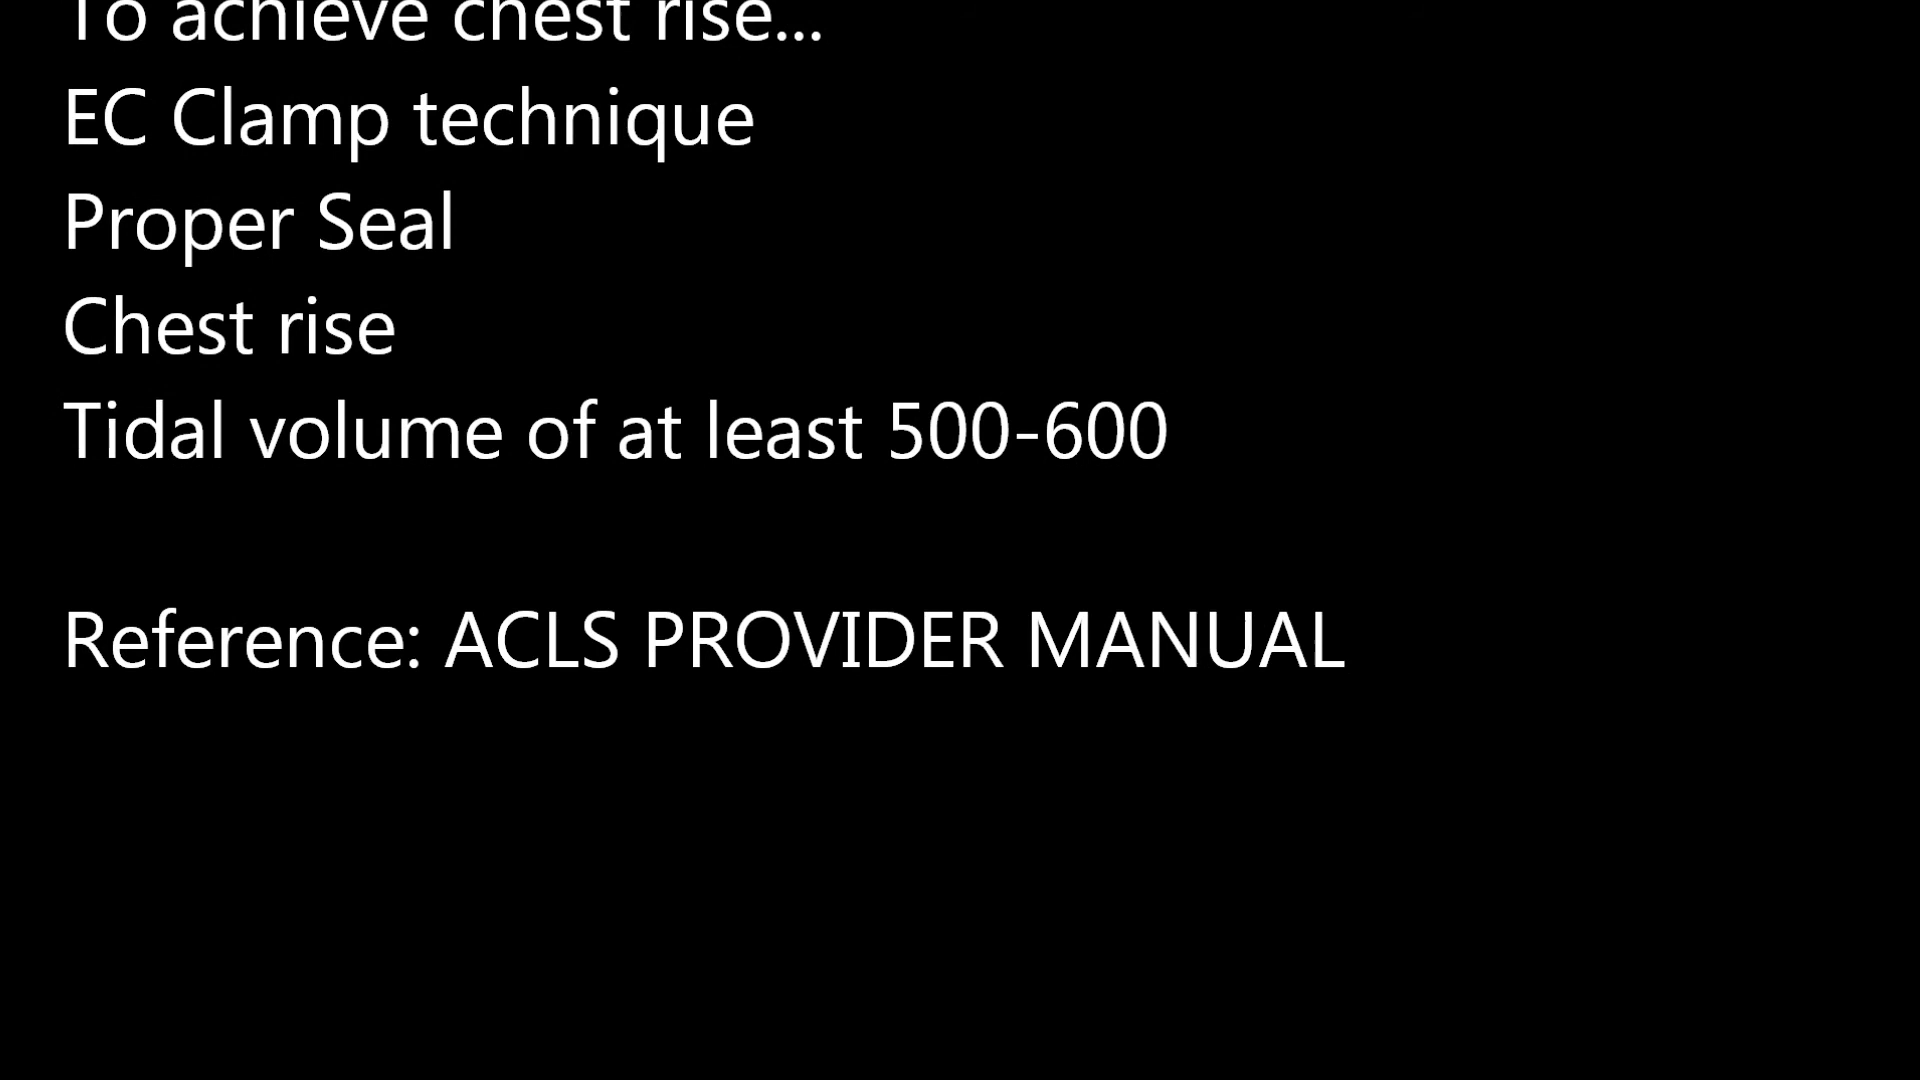 To achieve chest rise...
EC Clamp technique
Proper Seal
Chest rise
Tidal volume of at least 500-600
Reference: ACLS PROVIDER MANUAL